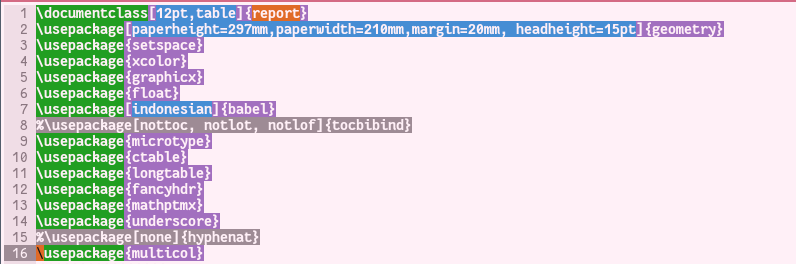 1 \documentclass[12pt,table]{report}
2 \usepackage[paperheight=297mm,paperwidth=210mm,margin=20mm, headheight=15pt]{geometry}
3 \usepackage{setspace}
4 \usepackage{xcolor}
5 \usepackage{graphicx}
6 \usepackage{float}
7 \usepackage[indonesian]{babel}
8 %\usepackage[nottoc, notlot, notlof]{tocbibind}
9 \usepackage{microtype}
10 \usepackage{ctable}
11 \usepackage{longtable}
12 \usepackage{fancyhdr}
13 \usepackage{mathptmx}
14 \usepackage{underscore}
15 %\usepackage[none]{hyphenat}
16 \usepackage{multicol}